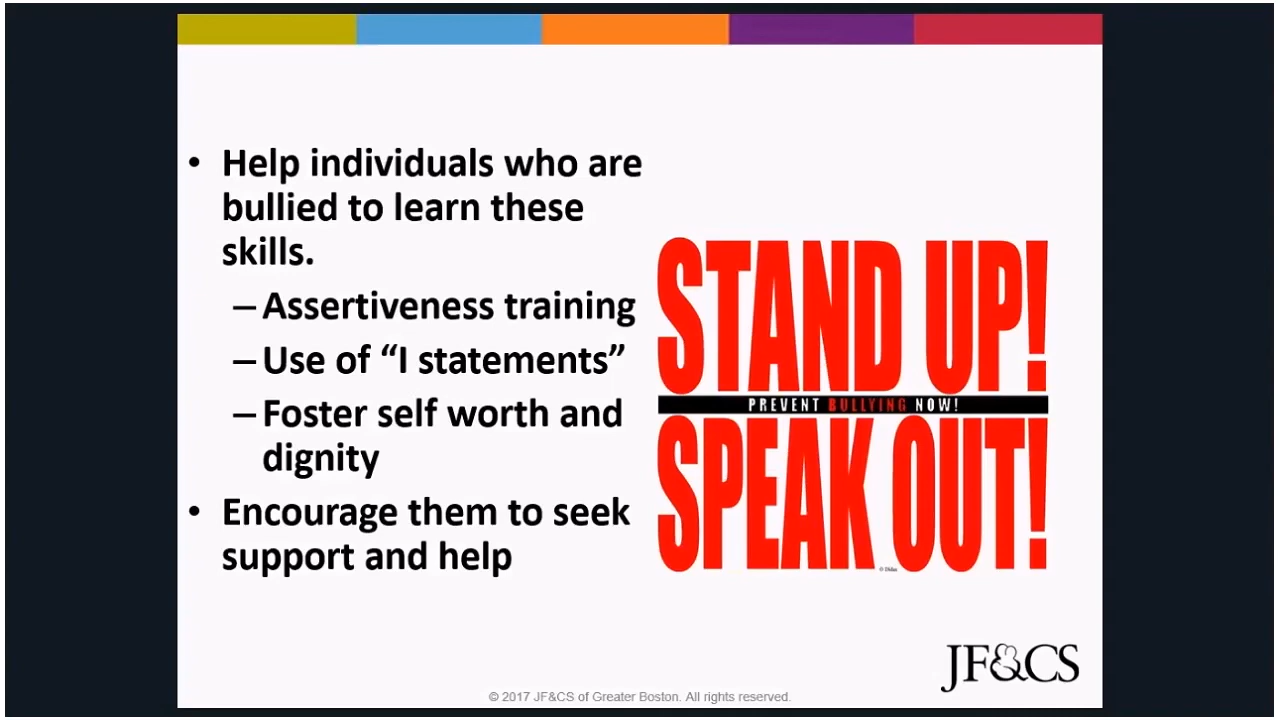 • Help individuals who are
bullied to learn these
skills.
– Assertiveness training
– Use of “I statements”
– Foster self worth and
dignity
• Encourage them to seek
support and help
STAND UP!
PREVENT BULLYING NOW!
SPEAK OUT!
JF&CS
© 2017 JF&CS of Greater Boston. All rights reserved.